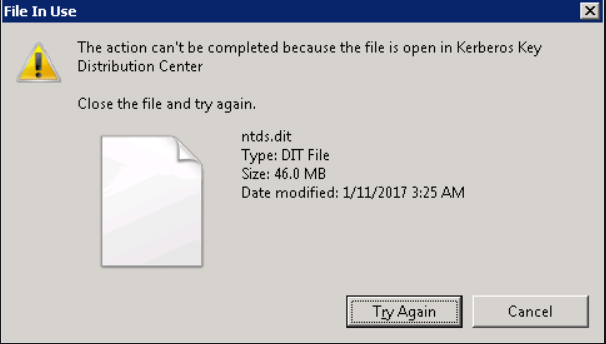 File In Use
The action can't be completed because the file is open in Kerberos Key
Distribution Center
Close the file and try again.
ntds.dit
Type: DIT File
Size: 46.0 MB
Date modified: 1/11/2017 3:25 AM
Try Again
Cancel